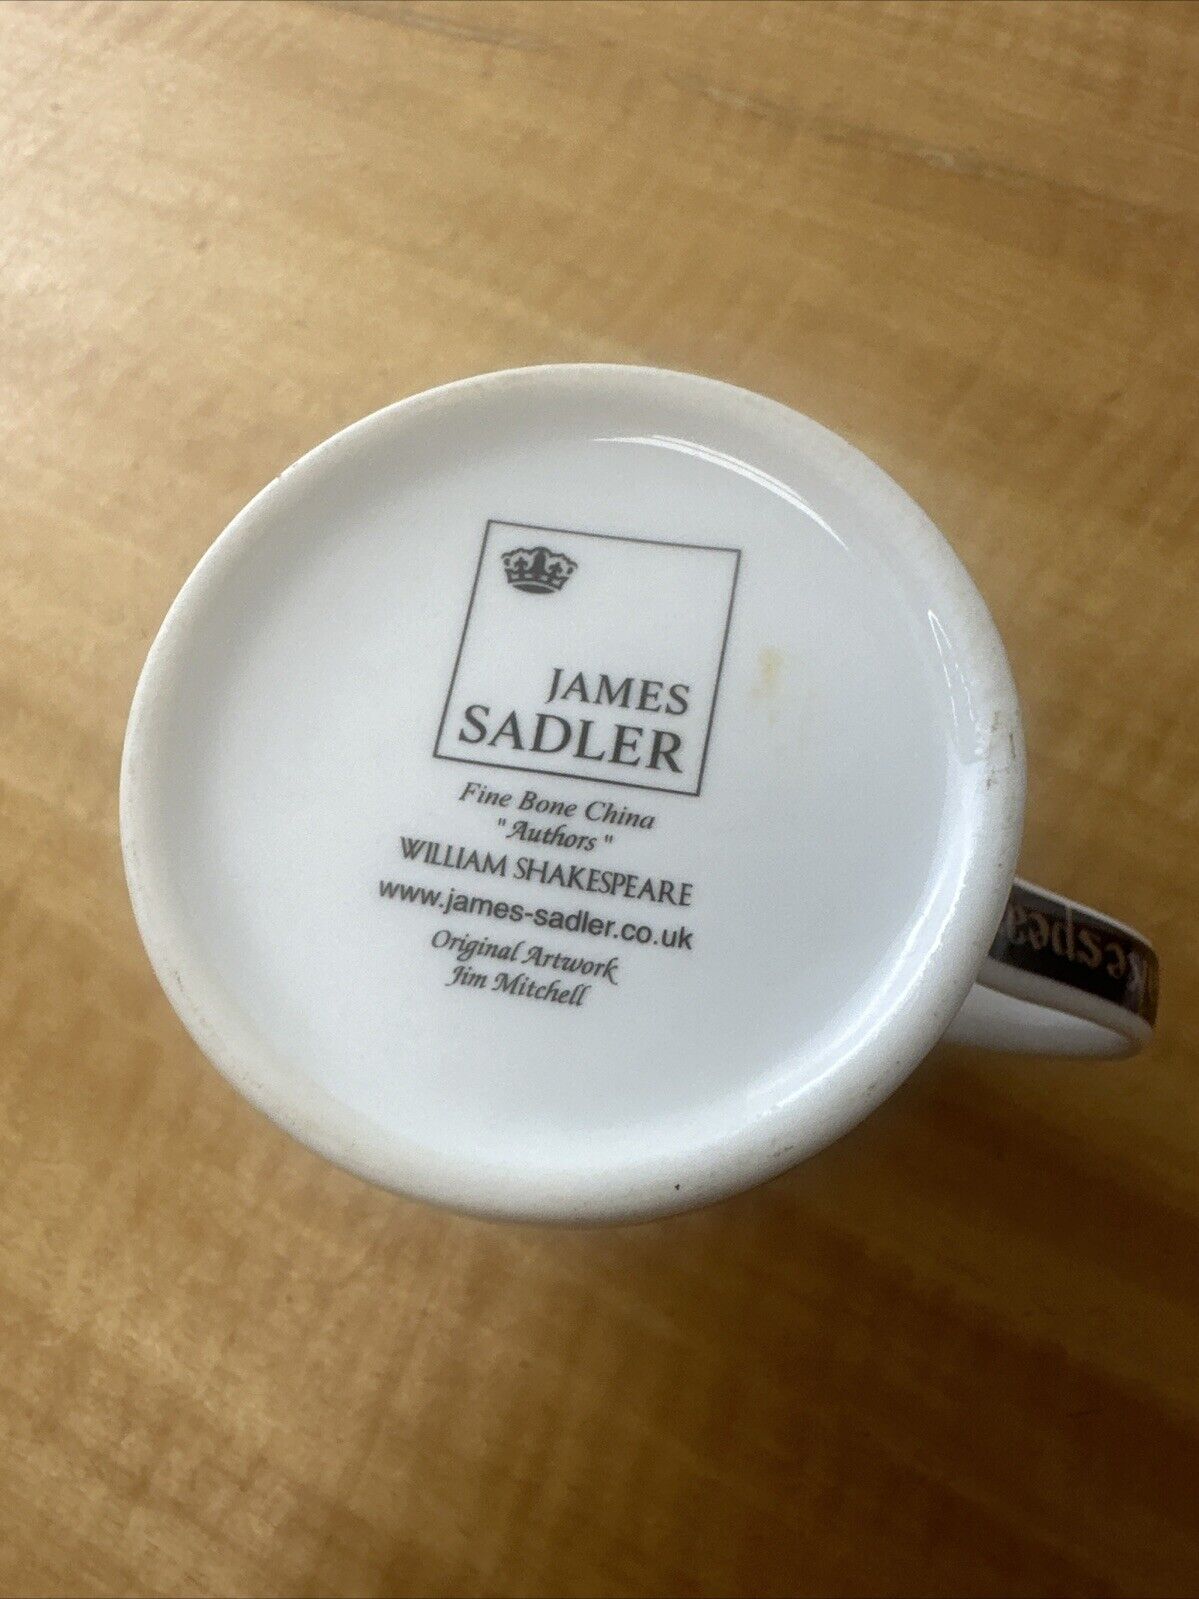 JAMES
SADLER
Fine Bone China
"Authors"
WILLIAM SHAKESPEARE
www.james-sadler.co.uk
Original Artwork
Jim Mitchell